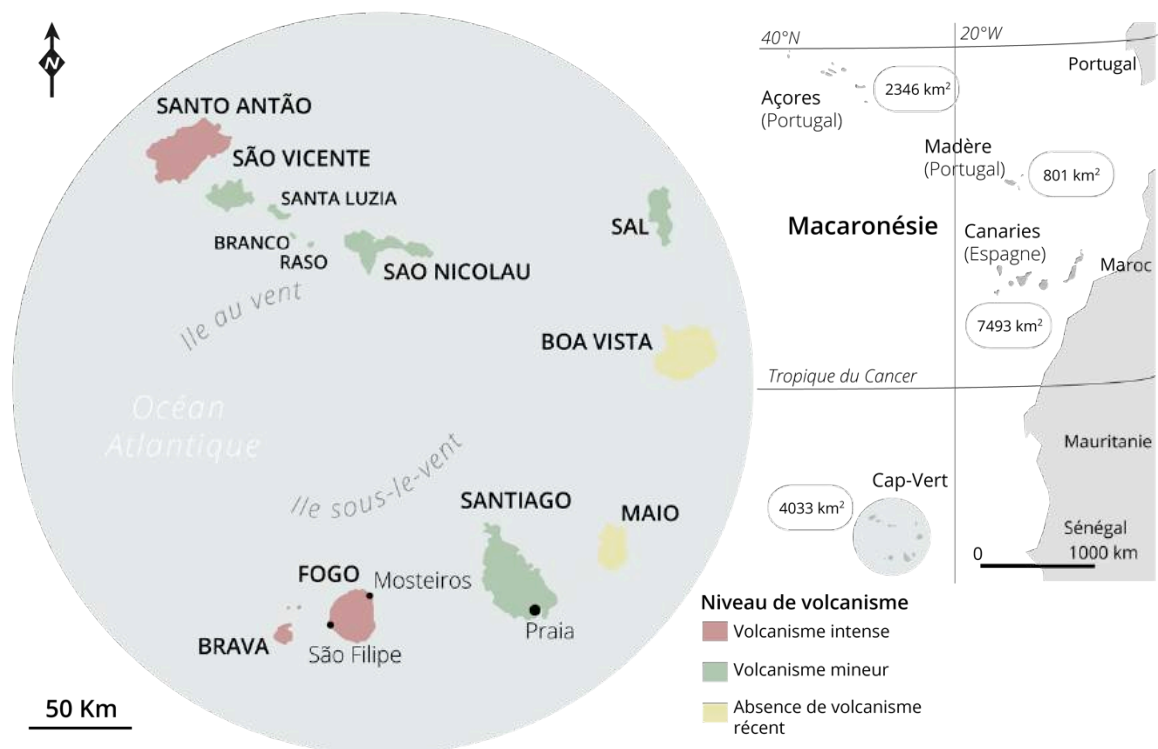 N
SANTO ANTÃO
SÃO VICENTE
SANTA LUZIA
BRANCO
RASO
SAO NICOLAU
SAL
BOA VISTA
Ile au vent
Océan
Atlantique
Ile sous-le-vent
SANTIAGO
MAIO
FOGO
Mosteiros
BRAVA
São Filipe
Praia
50 Km
40°N
20°W
Portugal
2346 km²
Açores
(Portugal)
Madère
(Portugal)
801 km²
Macaronésie
Canaries
(Espagne)
Maroc
7493 km²
Tropique du Cancer
Mauritanie
Cap-Vert
4033 km²
Sénégal
0
1000 km
Niveau de volcanisme
Volcanisme intense
Volcanisme mineur
Absence de volcanisme
récent